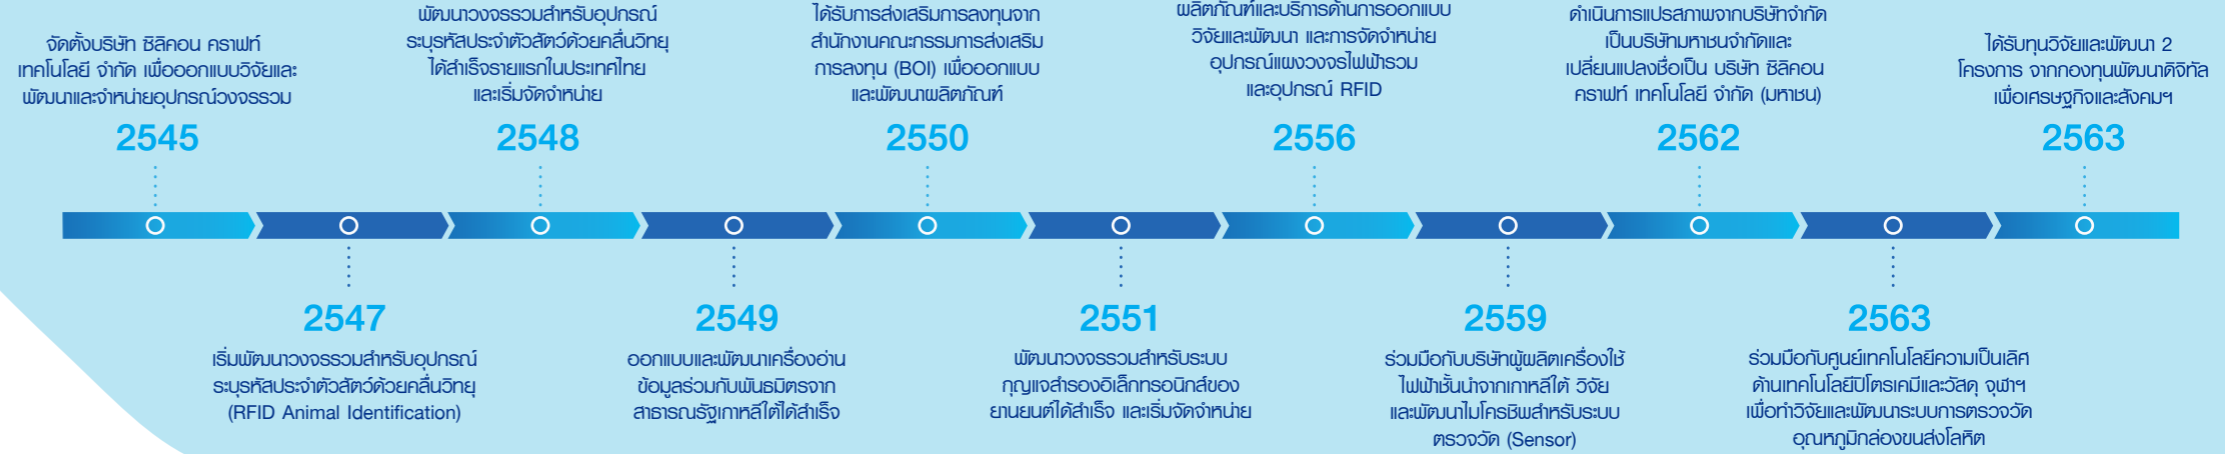 จัดตั้งบริษัท ซิลิคอน คราฟท์
เทคโนโลยี จำกัด เพื่อออกแบบวิจัยและ
พัฒนาและจำหน่ายอุปกรณ์วงจรรวม
2545
เริ่มพัฒนาวงจรรวมสำหรับอุปกรณ์
ระบุรหัสประจำตัวสัตว์ด้วยคลื่นวิทยุ
(RFID Animal Identification)
2547
พัฒนาวงจรรวมสำหรับอุปกรณ์
ระบุรหัสประจำตัวสัตว์ด้วยคลื่นวิทยุ
ได้สำเร็จรายแรกในประเทศไทย
และเริ่มจัดจำหน่าย
2548
2549
ออกแบบและพัฒนาเครื่องอ่าน
ข้อมูลร่วมกับพันธมิตรจาก
สาธารณรัฐเกาหลีใต้ได้สำเร็จ
ได้รับการส่งเสริมการลงทุนจาก
สำนักงานคณะกรรมการส่งเสริม
การลงทุน (BOI) เพื่อออกแบบ
และพัฒนาผลิตภัณฑ์
2550
2551
พัฒนาวงจรรวมสำหรับระบบ
กุญแจสำรองอิเล็กทรอนิกส์ของ
ยานยนต์ได้สำเร็จ และเริ่มจัดจำหน่าย
ผลิตภัณฑ์และบริการด้านการออกแบบ
วิจัยและพัฒนา และการจัดจำหน่าย
อุปกรณ์แผงวงจรไฟฟ้ารวม
และอุปกรณ์ RFID
2556
2559
ร่วมมือกับบริษัทผู้ผลิตเครื่องใช้
ไฟฟ้าชั้นนำจากเกาหลีใต้ วิจัย
และพัฒนาไมโครชิพสำหรับระบบ
ตรวจวัด (Sensor)
ดำเนินการแปรสภาพจากบริษัทจำกัด
เป็นบริษัทมหาชนจำกัดและ
เปลี่ยนแปลงชื่อเป็น บริษัท ซิลิคอน
คราฟท์ เทคโนโลยี จำกัด (มหาชน)
2562
2563
ร่วมมือกับศูนย์เทคโนโลยีความเป็นเลิศ
ด้านเทคโนโลยีปิโตรเคมีและวัสดุ จุฬาฯ
เพื่อทำวิจัยและพัฒนาระบบการตรวจวัด
อุณหภูมิกล่องขนส่งโลหิต
ได้รับทุนวิจัยและพัฒนา 2
โครงการ จากกองทุนพัฒนาดิจิทัล
เพื่อเศรษฐกิจและสังคมฯ
2563